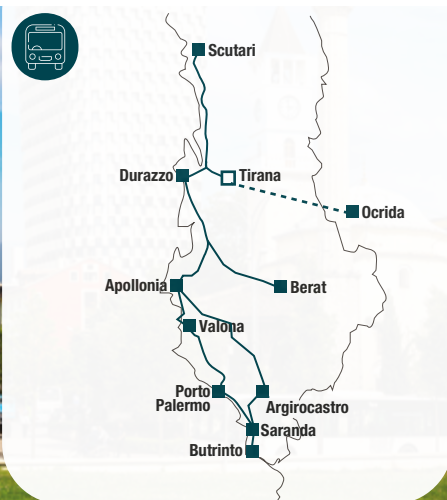 Scutari
Durazzo
Tirana
Ocrida
Apollonia
Berat
Valona
Porto
Palermo
Argirocastro
Saranda
Butrinto